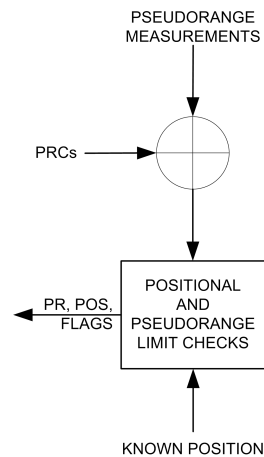 PSEUDORANGE
MEASUREMENTS
PRCs
POSITIONAL
AND
PSEUDORANGE
LIMIT CHECKS
PR, POS,
FLAGS
KNOWN POSITION